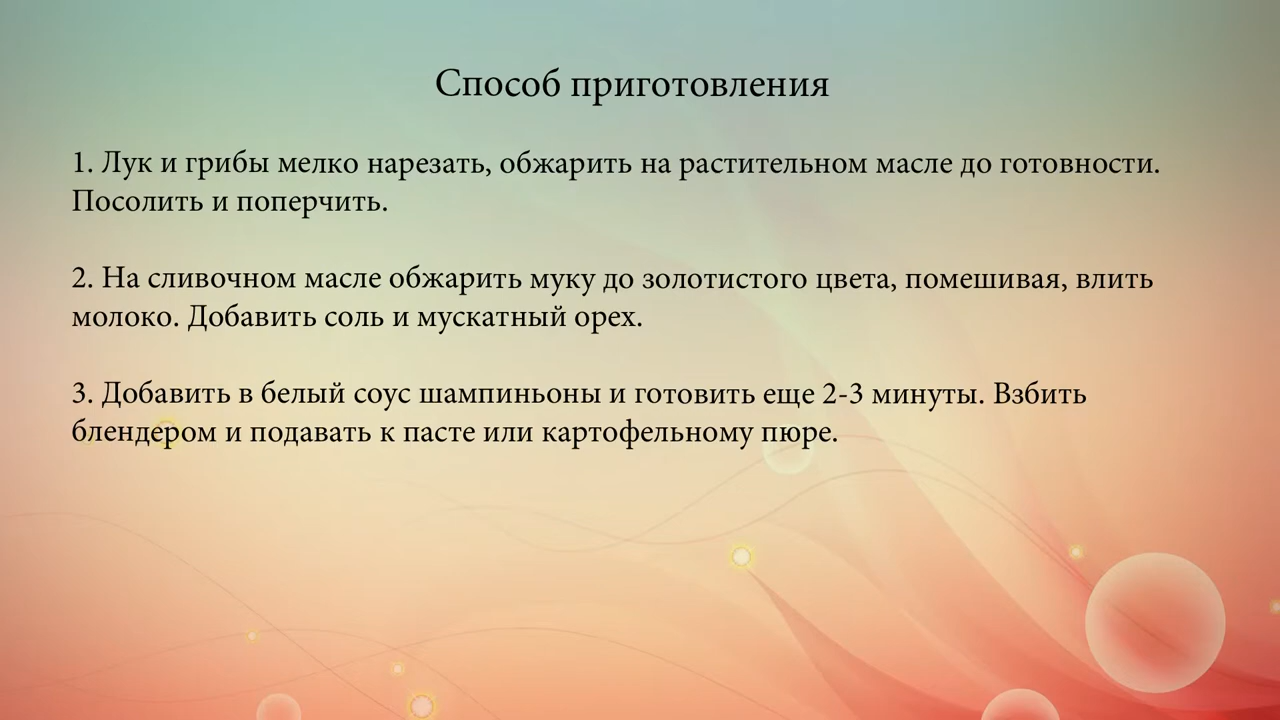 Способ приготовления
1. Лук и грибы мелко нарезать, обжарить на растительном масле до готовности.
Посолить и поперчить.
2. На сливочном масле обжарить муку до золотистого цвета, помешивая, влить
молоко. Добавить соль и мускатный орех.
3. Добавить в белый соус шампиньоны и готовить еще 2-3 минуты. Взбить
блендером и подавать к пасте или картофельному пюре.